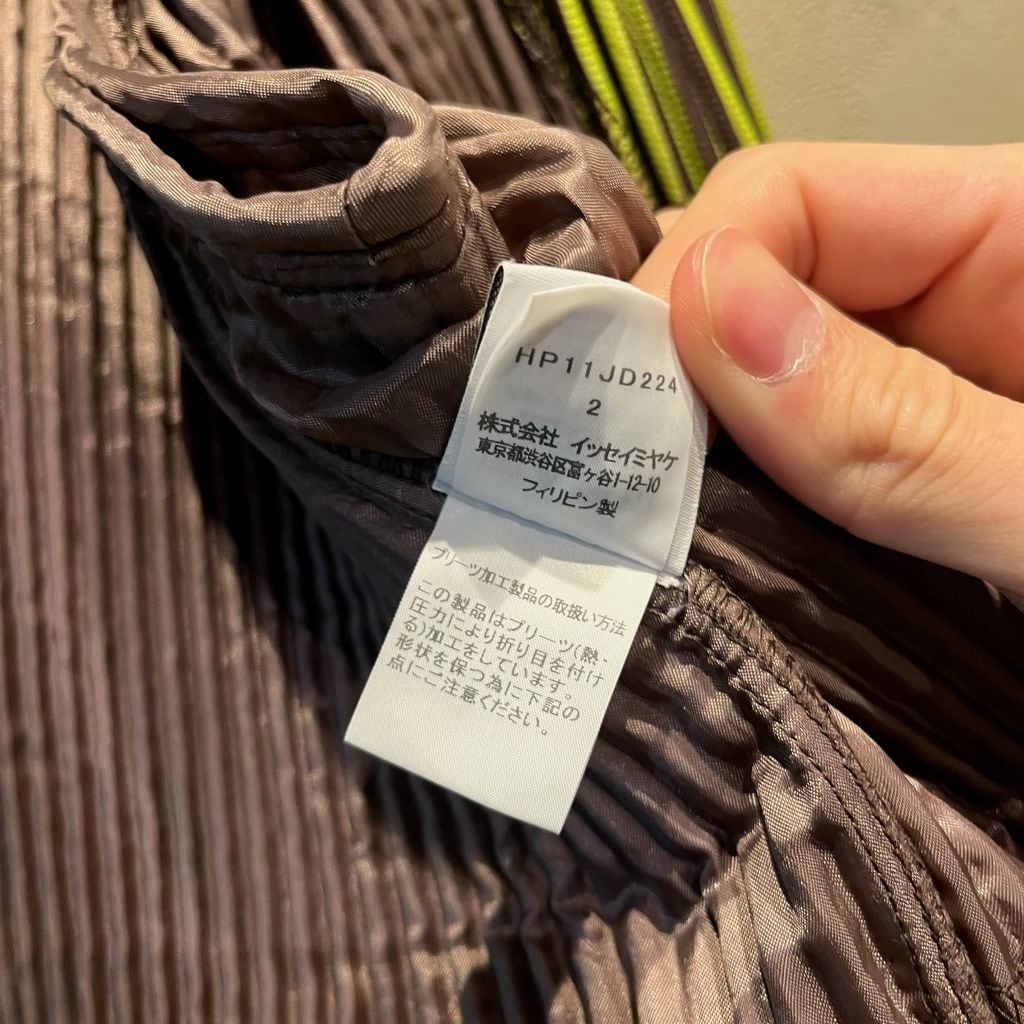 HP11JD224
2
株式会社 イッセイミヤケ
東京都渋谷区富ヶ谷1-12-10
フィリピン製
プリーツ加工製品の取扱い方法
この製品はプリーツ(熱・
圧力により折り目を付け
る)加工をしています。
形状を保つ為に下記の
点にご注意ください。